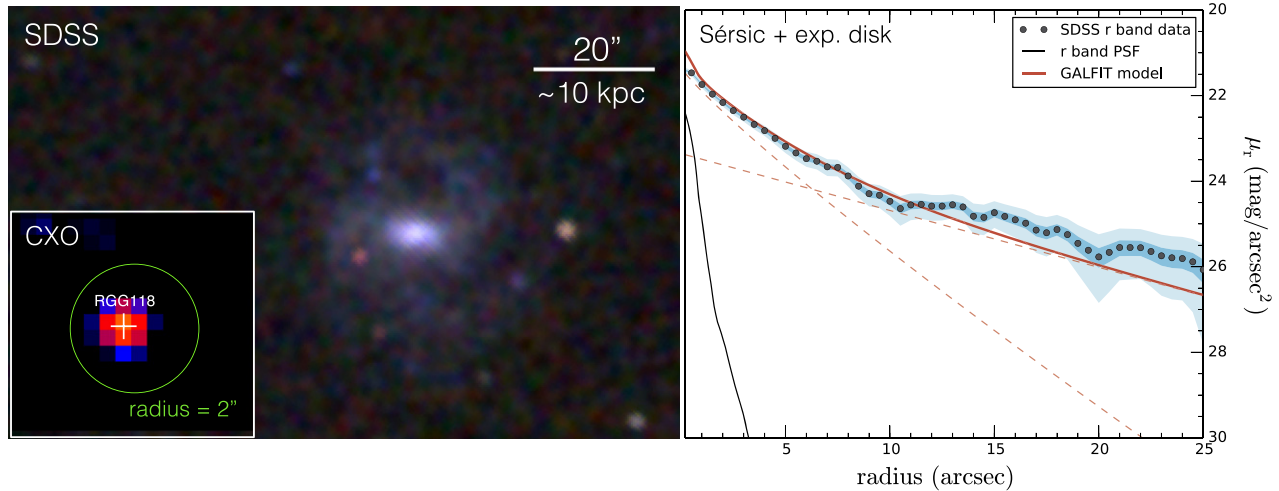 SDSS
20”
~10 kpc
CXO
RGG118
radius = 2”
Sérsic + exp. disk
SDSS r band data
r band PSF
GALFIT model
20
22
24
26
28
30
μr (mag/arcsec²)
5
10
15
20
25
radius (arcsec)